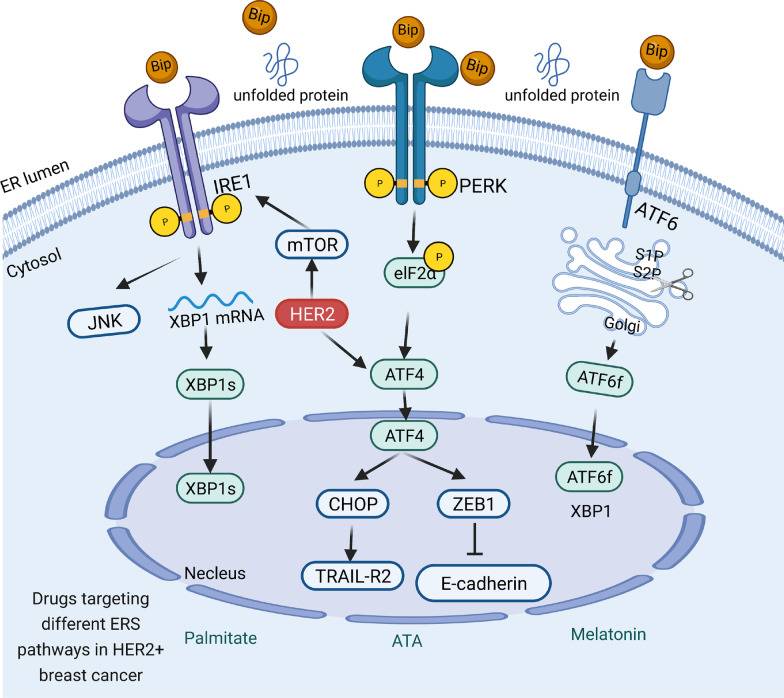 Bip
Bip
Bip
Bip
Bip
unfolded protein
unfolded protein
ER lumen
Cytosol
P
P
IRE1
P
P
PERK
ATF6
mTOR
eIF2α
P
S1P
S2P
Golgi
JNK
XBP1 mRNA
HER2
XBP1s
ATF4
ATF6f
ATF4
XBP1s
CHOP
ZEB1
ATF6f
XBP1
TRAIL-R2
E-cadherin
Necleus
Drugs targeting
different ERS
pathways in HER2+
breast cancer
Palmitate
ATA
Melatonin